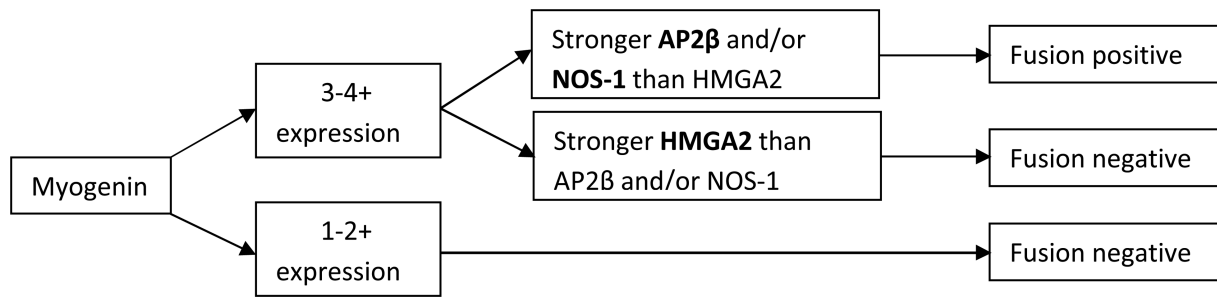 Stronger AP2β and/or
NOS-1 than HMGA2
Fusion positive
3-4+
expression
Stronger HMGA2 than
AP2β and/or NOS-1
Fusion negative
Myogenin
1-2+
expression
Fusion negative